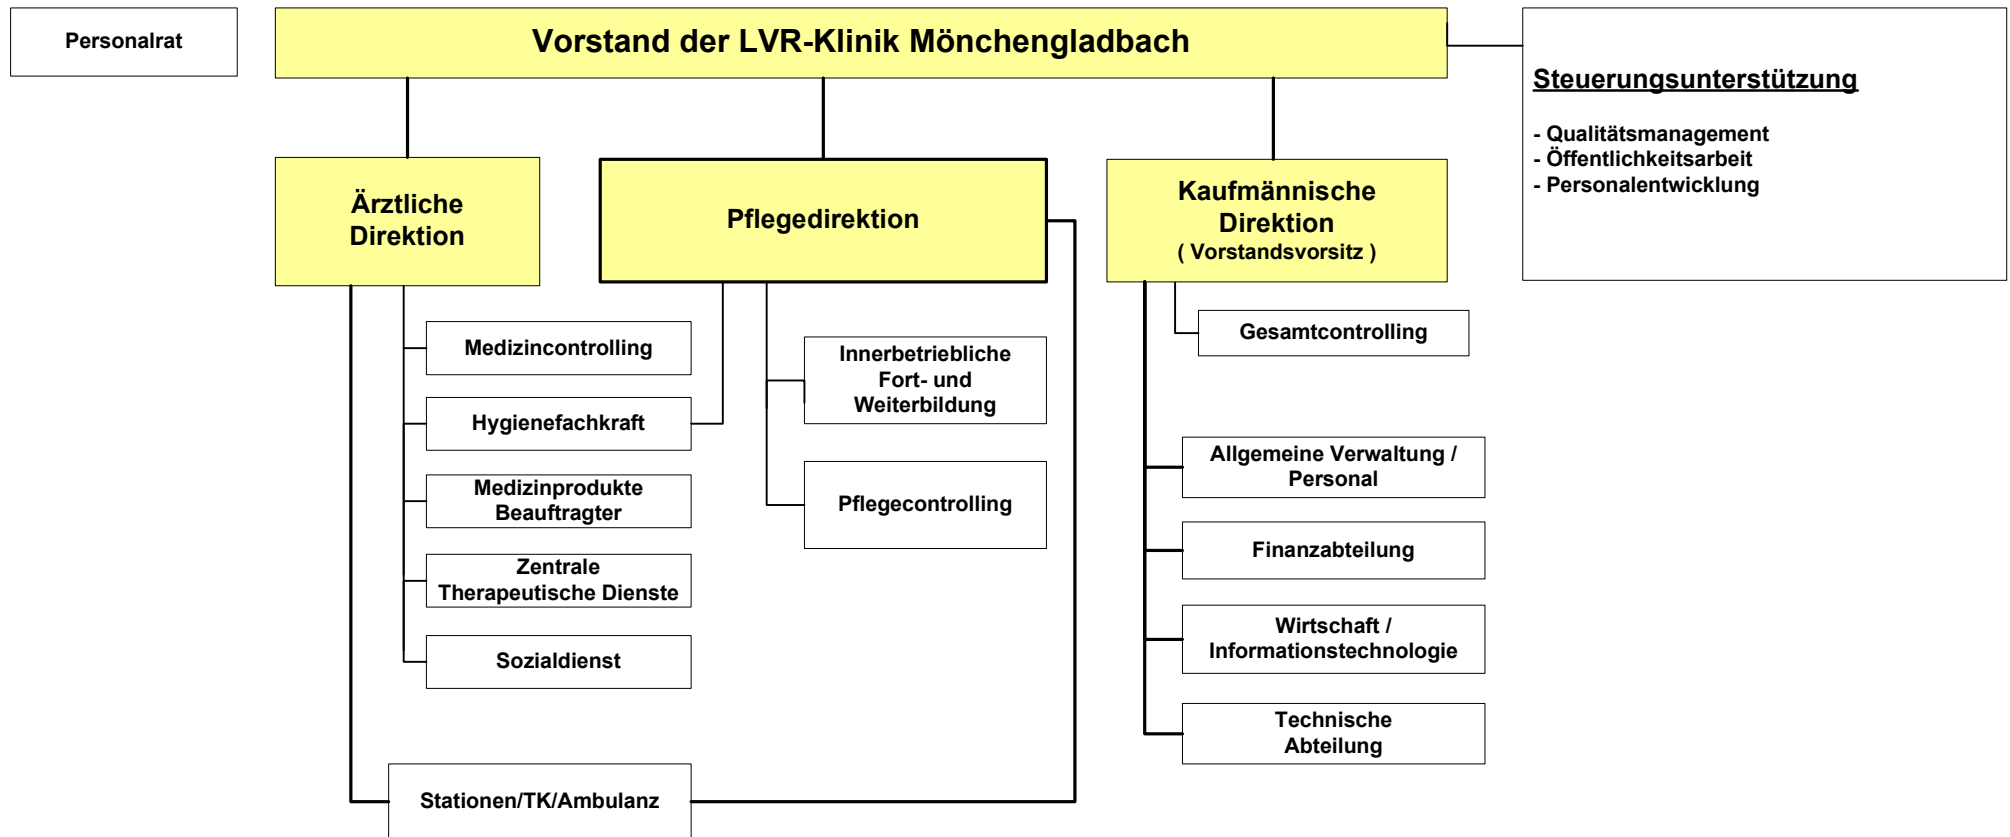 Personalrat
Vorstand der LVR-Klinik Mönchengladbach
Steuerungsunterstützung
- Qualitätsmanagement
- Öffentlichkeitsarbeit
- Personalentwicklung
Ärztliche
Direktion
Pflegedirektion
Kaufmännische
Direktion
( Vorstandsvorsitz )
Medizincontrolling
Hygienefachkraft
Medizinprodukte
Beauftragter
Zentrale
Therapeutische Dienste
Sozialdienst
Innerbetriebliche
Fort- und
Weiterbildung
Pflegecontrolling
Gesamtcontrolling
Allgemeine Verwaltung /
Personal
Finanzabteilung
Wirtschaft /
Informationstechnologie
Technische
Abteilung
Stationen/TK/Ambulanz